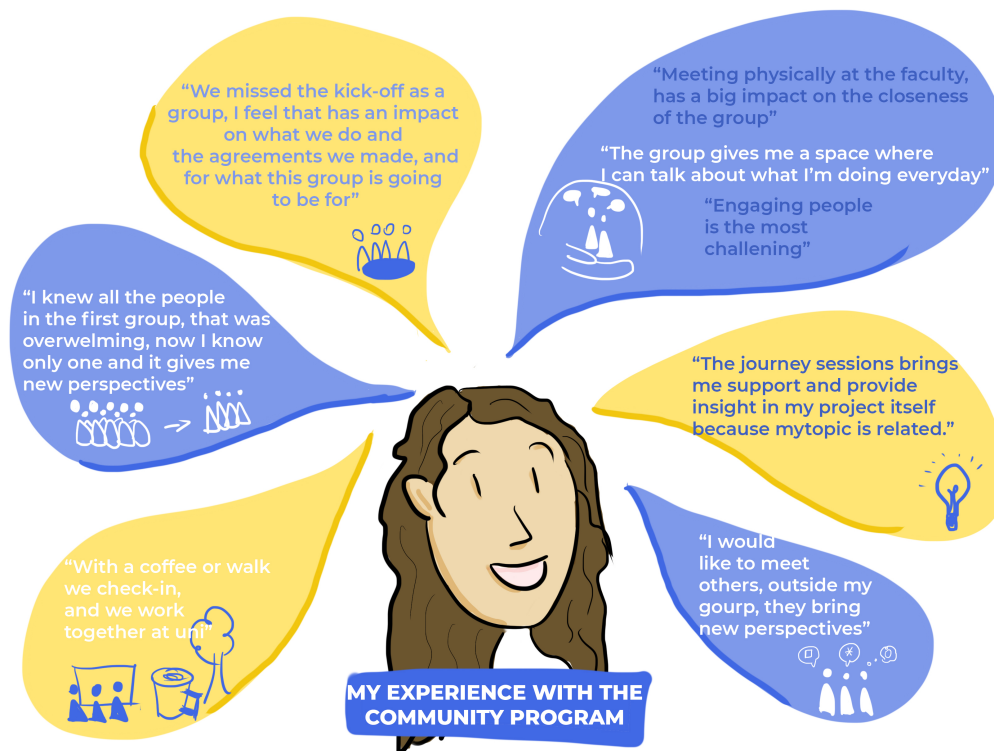 “We missed the kick-off as a
group, I feel that has an impact
on what we do and
the agreements we made, and
for what this group is going
to be for”
“Meeting physically at the faculty,
has a big impact on the closeness
of the group”
“The group gives me a space where
I can talk about what I’m doing everyday”
“Engaging people
is the most
challening”
“I knew all the people
in the first group, that was
overwelming, now I know
only one and it gives me
new perspectives”
“The journey sessions brings
me support and provide
insight in my project itself
because mytopic is related.”
“With a coffee or walk
we check-in,
and we work
together at uni”
“I would
like to meet
others, outside my
gourp, they bring
new perspectives”
MY EXPERIENCE WITH THE
COMMUNITY PROGRAM